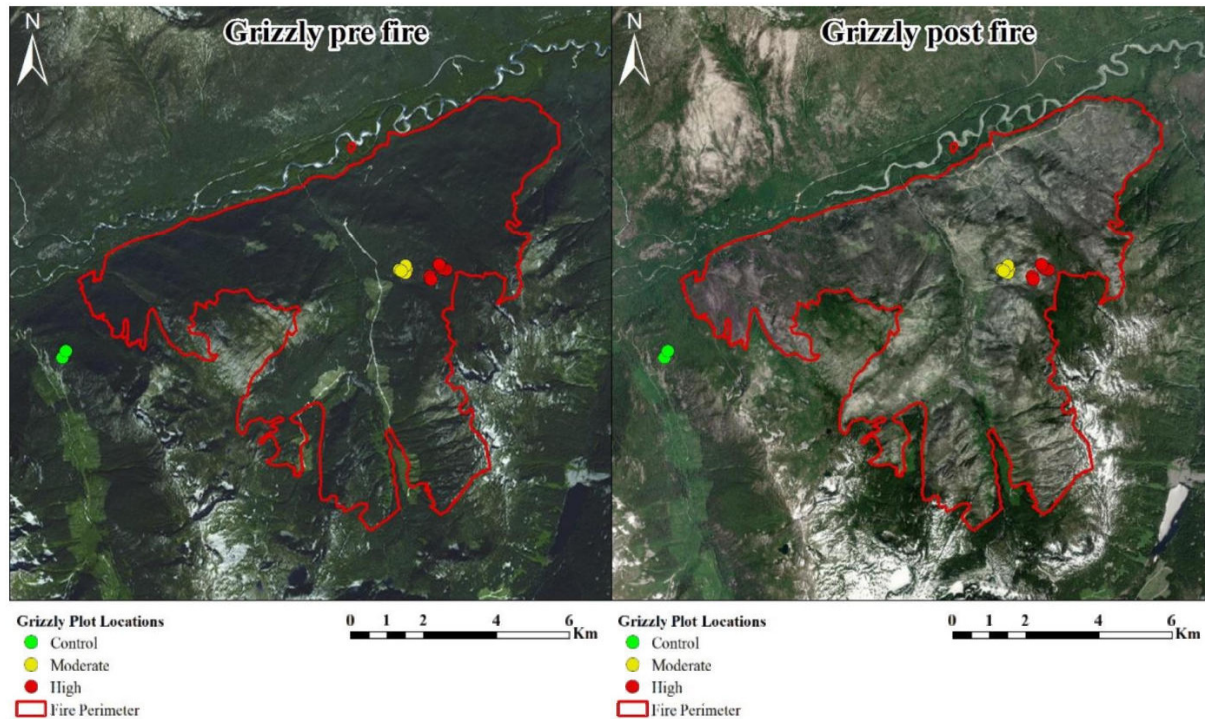 N
Grizzly pre fire
Grizzly Plot Locations
Control
Moderate
High
Fire Perimeter
0 1 2 4 6
Km
N
Grizzly post fire
Grizzly Plot Locations
Control
Moderate
High
Fire Perimeter
0 1 2 4 6
Km